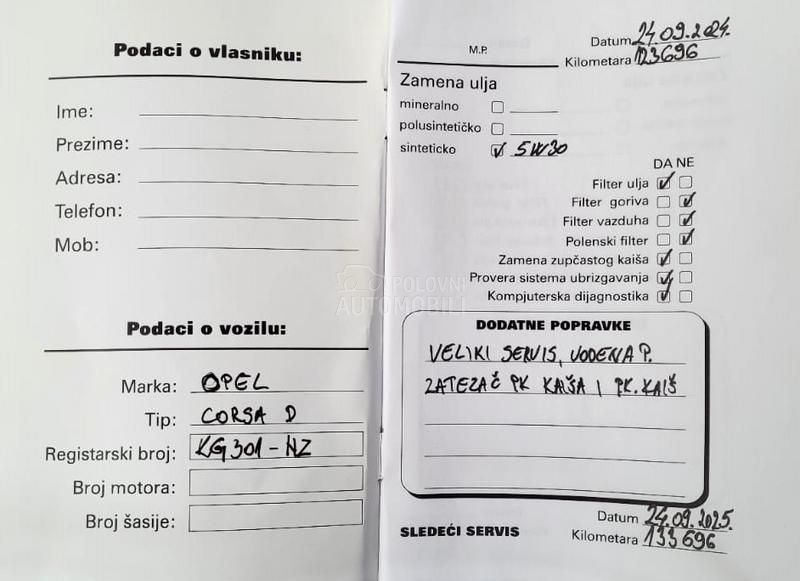 Podaci o vlasniku:
Ime:
Prezime:
Adresa:
Telefon:
Mob:
Podaci o vozilu:
Marka: OPEL
Tip: CORSA D
Registarski broj: KG301-NZ
Broj motora:
Broj šasije:
M.P.
Datum 24.09.2024.
Kilometara 123696
Zamena ulja
mineralno
polusintetičko
sinteticko 5W30
DA NE
Filter ulja
Filter goriva
Filter vazduha
Polenski filter
Zamena zupčastog kaiša
Provera sistema ubrizgavanja
Kompjuterska dijagnostika
DODATNE POPRAVKE
VELIKI SERVIS, VODENA P.
ZATEZAČ PK KAIŠA I PK. KAIŠ
SLEDEĆI SERVIS
Datum 24.09.2025.
Kilometara 133696
POLOVNI
AUTOMOBILI